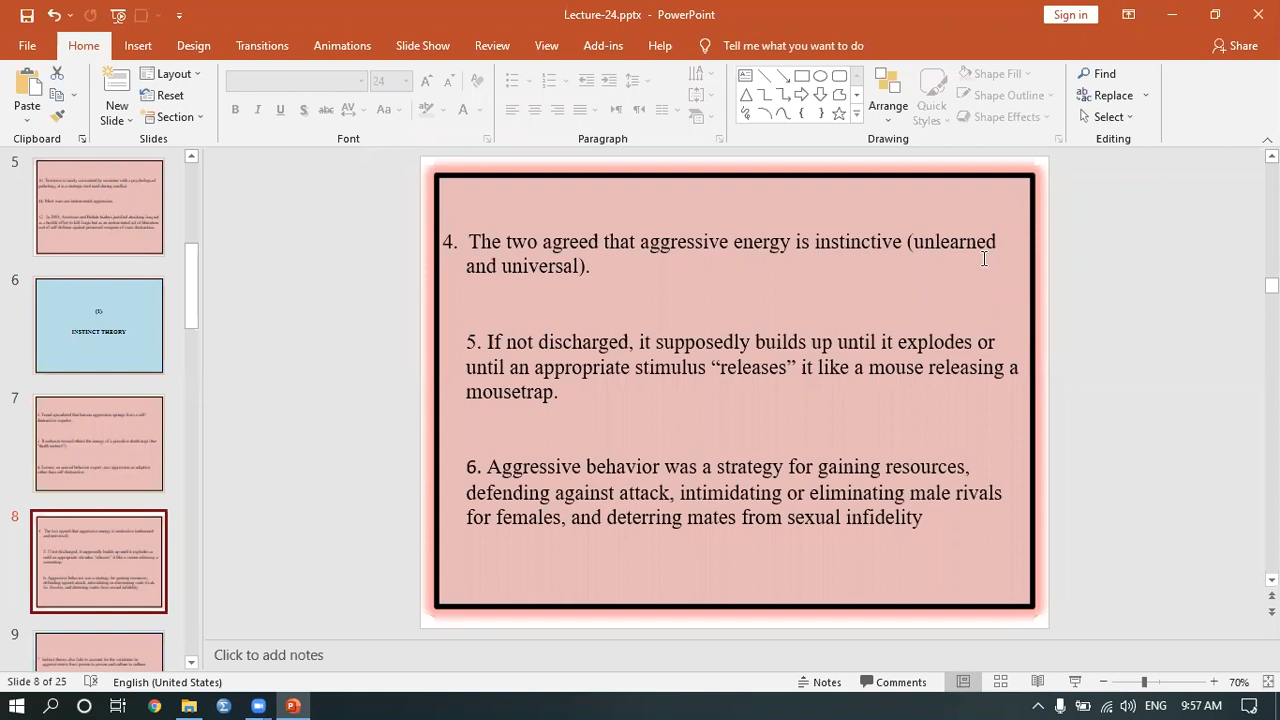 Lecture-24.pptx - PowerPoint
Sign in
File Home Insert Design Transitions Animations Slide Show Review View Add-ins Help Tell me what you want to do Share
Paste
New Slide
Layout
Reset
Section
24
Arrange
Quick Styles
Shape Fill
Shape Outline
Shape Effects
Find
Replace
Select
Clipboard Slides Font Paragraph Drawing Editing
5
6
INSTINCT THEORY
7
8
9
4. The two agreed that aggressive energy is instinctive (unlearned
and universal).
5. If not discharged, it supposedly builds up until it explodes or
until an appropriate stimulus “releases” it like a mouse releasing a
mousetrap.
6. Aggressive behavior was a strategy for gaining resources,
defending against attack, intimidating or eliminating male rivals
for females, and deterring mates from sexual infidelity
Click to add notes
Slide 8 of 25 English (United States) Notes Comments 70%
ENG 9:57 AM